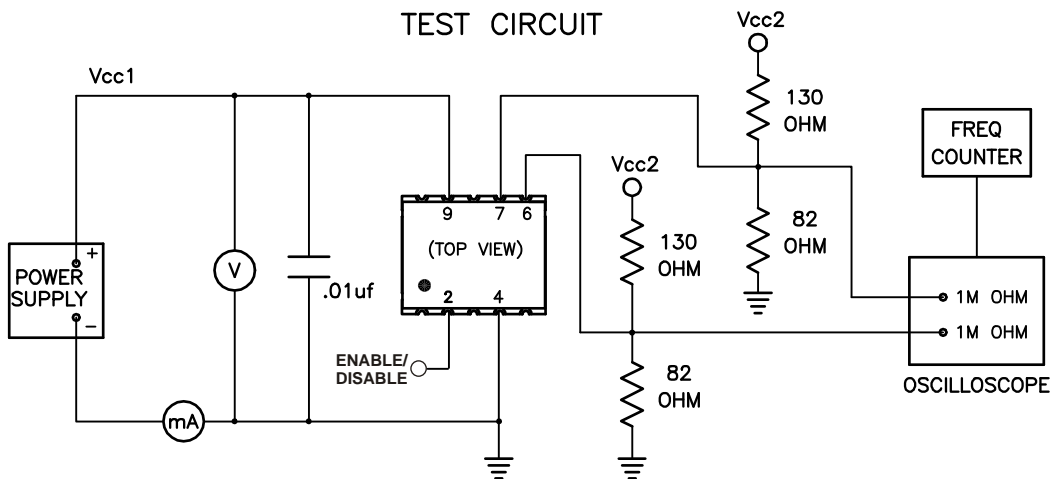 TEST CIRCUIT
Vcc2
Vcc1
130
OHM
FREQ
COUNTER
Vcc2
9
7
6
82
OHM
130
OHM
(TOP VIEW)
+
POWER
SUPPLY
−
V
.01uf
2
4
1M OHM
1M OHM
ENABLE/
DISABLE
82
OHM
OSCILLOSCOPE
mA